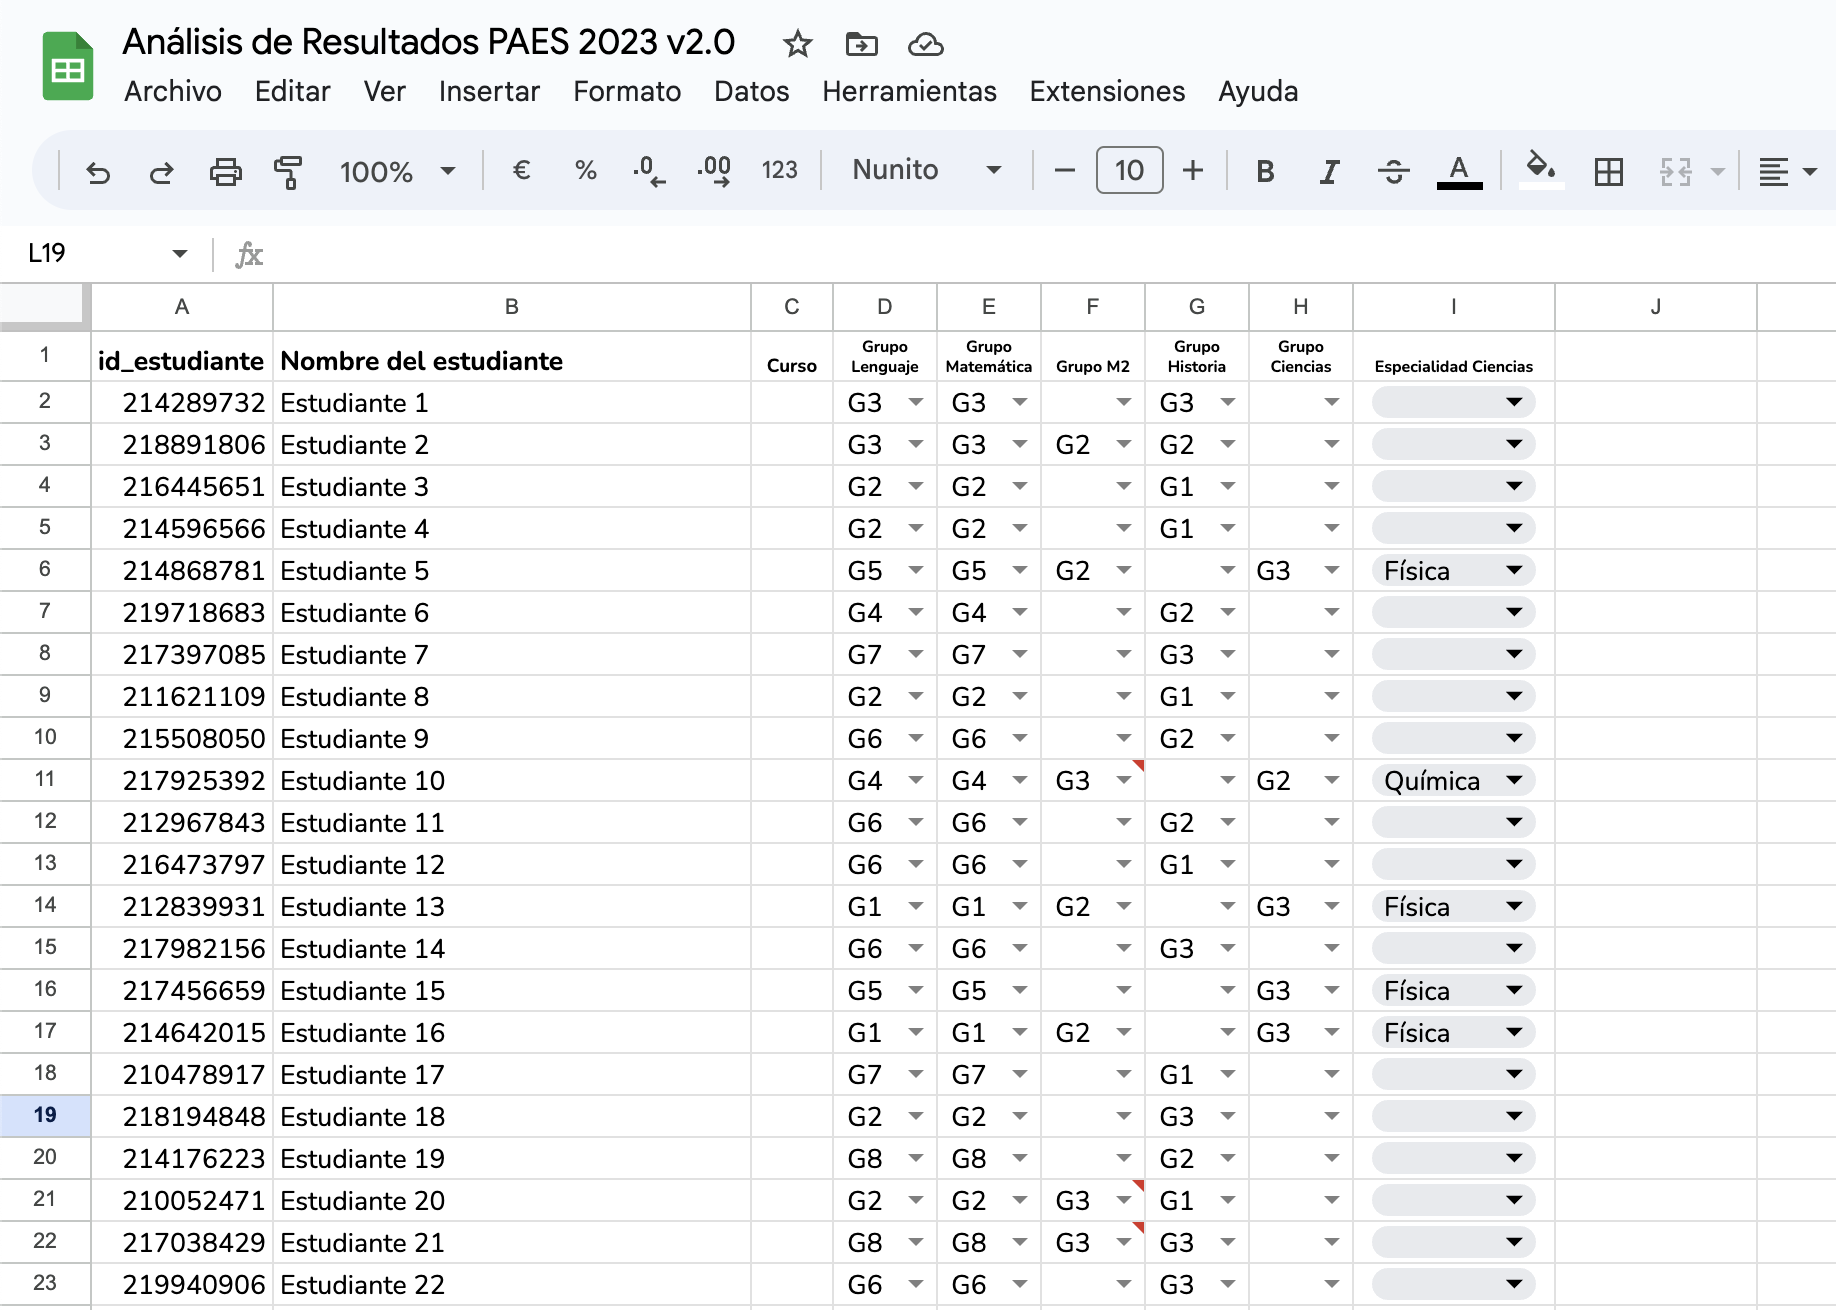 Análisis de Resultados PAES 2023 v2.0
Archivo Editar Ver Insertar Formato Datos Herramientas Extensiones Ayuda
100% € % .0 .00 123 Nunito 10 B I S A
L19 fx
A B C D E F G H I J
1 id_estudiante Nombre del estudiante Curso Grupo Lenguaje Grupo Matemática Grupo M2 Grupo Historia Grupo Ciencias Especialidad Ciencias
2 214289732 Estudiante 1 G3 G3 G3
3 218891806 Estudiante 2 G3 G3 G2 G2
4 216445651 Estudiante 3 G2 G2 G1
5 214596566 Estudiante 4 G2 G2 G1
6 214868781 Estudiante 5 G5 G5 G2 G3 Física
7 219718683 Estudiante 6 G4 G4 G2
8 217397085 Estudiante 7 G7 G7 G3
9 211621109 Estudiante 8 G2 G2 G1
10 215508050 Estudiante 9 G6 G6 G2
11 217925392 Estudiante 10 G4 G4 G3 G2 Química
12 212967843 Estudiante 11 G6 G6 G2
13 216473797 Estudiante 12 G6 G6 G1
14 212839931 Estudiante 13 G1 G1 G2 G3 Física
15 217982156 Estudiante 14 G6 G6 G3
16 217456659 Estudiante 15 G5 G5 G3 Física
17 214642015 Estudiante 16 G1 G1 G2 G3 Física
18 210478917 Estudiante 17 G7 G7 G1
19 218194848 Estudiante 18 G2 G2 G3
20 214176223 Estudiante 19 G8 G8 G2
21 210052471 Estudiante 20 G2 G2 G3 G1
22 217038429 Estudiante 21 G8 G8 G3 G3
23 219940906 Estudiante 22 G6 G6 G3